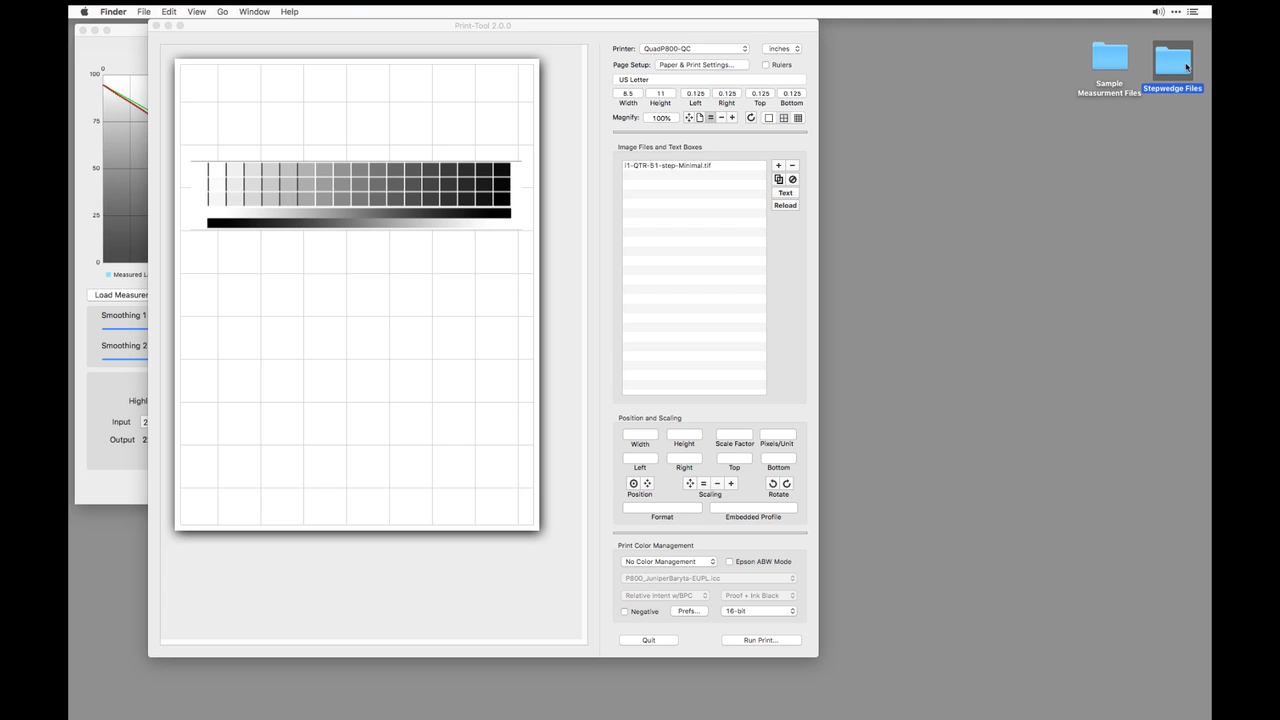 Finder File Edit View Go Window Help
Print-Tool 2.0.0
Printer: QuadP800-QC inches
Page Setup: Paper & Print Settings... Rulers
US Letter
8.5 11 0.125 0.125 0.125 0.125
Width Height Left Right Top Bottom
Magnify: 100%
Image Files and Text Boxes
i1-QTR-51-step-Minimal.tif
Text
Reload
Position and Scaling
Width Height Scale Factor Pixels/Unit
Left Right Top Bottom
Position Scaling Rotate
Format Embedded Profile
Print Color Management
No Color Management Epson ABW Mode
P800_JuniperBaryta-EUPL.icc
Relative intent w/BPC Proof + Ink Black
Negative Prefs... 16-bit
Quit Run Print...
0
100
75
50
25
0
Measured L
Load Measurer
Smoothing 1
Smoothing 2
Highl
Input 2
Output 2
Sample
Measurment Files
Stepwedge Files